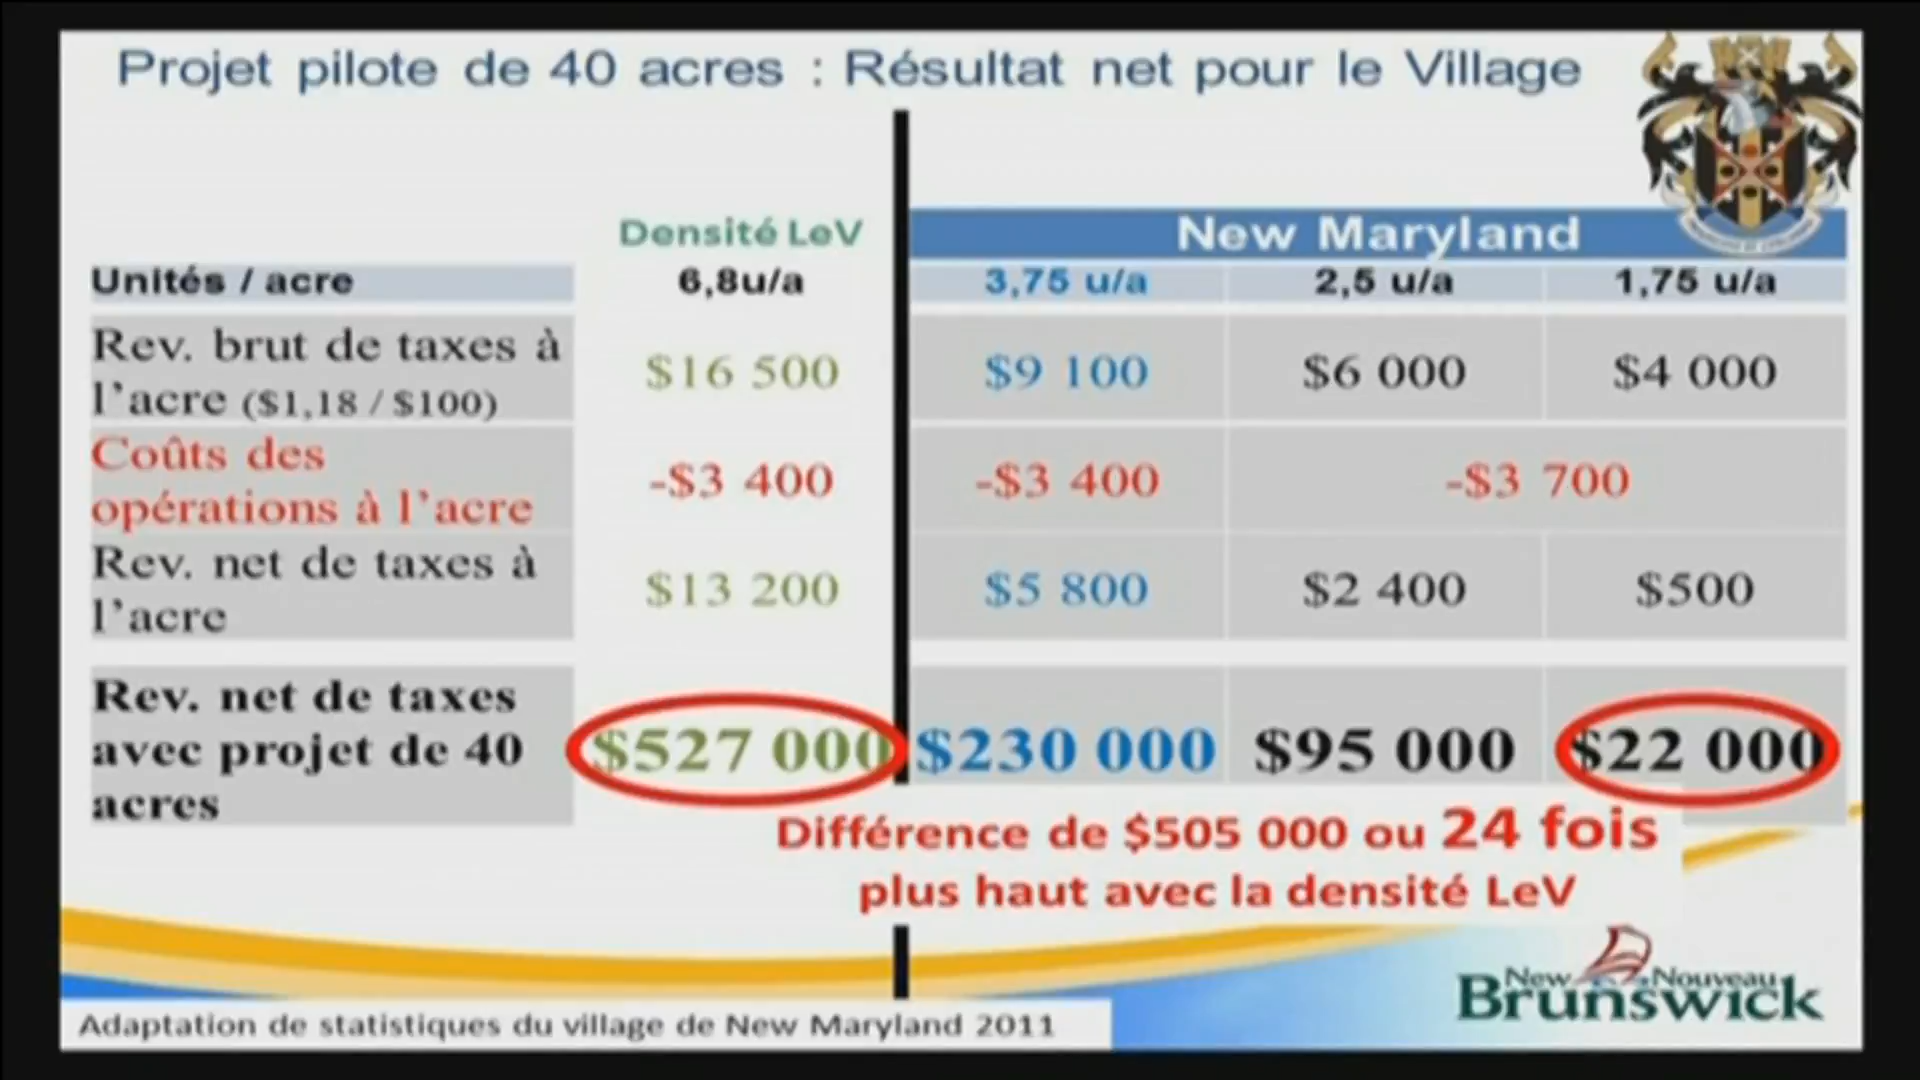 Projet pilote de 40 acres : Résultat net pour le Village
Densité LeV
New Maryland
Unités / acre
6,8u/a
3,75 u/a
2,5 u/a
1,75 u/a
Rev. brut de taxes à
l’acre ($1,18 / $100)
$16 500
$9 100
$6 000
$4 000
Coûts des
opérations à l’acre
-$3 400
-$3 400
-$3 700
Rev. net de taxes à
l’acre
$13 200
$5 800
$2 400
$500
Rev. net de taxes
avec projet de 40
acres
$527 000
$230 000
$95 000
$22 000
Différence de $505 000 ou 24 fois
plus haut avec la densité LeV
New Nouveau
Brunswick
Adaptation de statistiques du village de New Maryland 2011